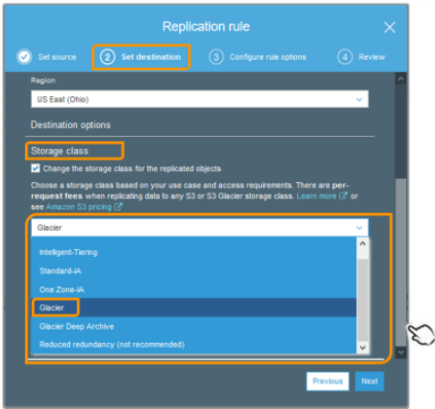 Replication rule
Set source
2 Set destination
3 Configure rule options
4 Review
Region
US East (Ohio)
Destination options
Storage class
Change the storage class for the replicated objects
Choose a storage class based on your use case and access requirements. There are per-
request fees when replicating data to any S3 or S3 Glacier storage class. Learn more or
see Amazon S3 pricing
Glacier
Intelligent-Tiering
Standard-IA
One Zone-IA
Glacier
Glacier Deep Archive
Reduced redundancy (not recommended)
Previous
Next